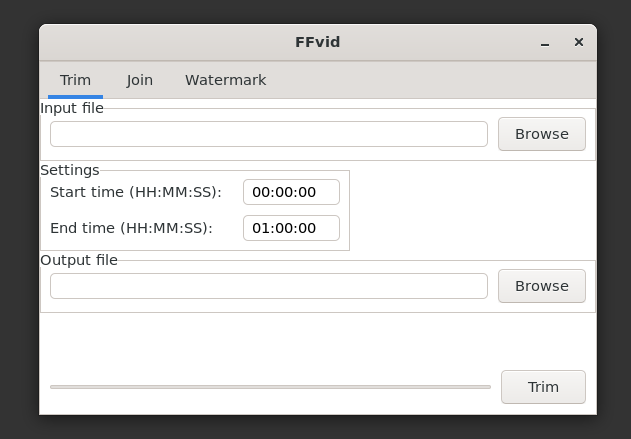 FFvid
Trim Join Watermark
Input file
Browse
Settings
Start time (HH:MM:SS): 00:00:00
End time (HH:MM:SS): 01:00:00
Output file
Browse
Trim